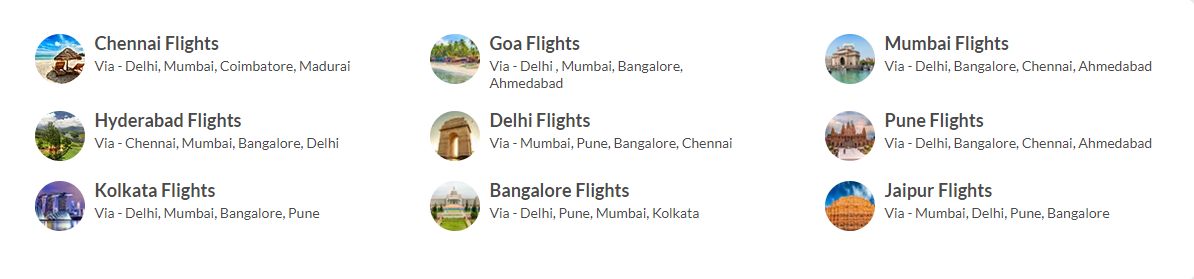 Chennai Flights
Via - Delhi, Mumbai, Coimbatore, Madurai
Goa Flights
Via - Delhi , Mumbai, Bangalore,
Ahmedabad
Mumbai Flights
Via - Delhi, Bangalore, Chennai, Ahmedabad
Hyderabad Flights
Via - Chennai, Mumbai, Bangalore, Delhi
Delhi Flights
Via - Mumbai, Pune, Bangalore, Chennai
Pune Flights
Via - Delhi, Bangalore, Chennai, Ahmedabad
Kolkata Flights
Via - Delhi, Mumbai, Bangalore, Pune
Bangalore Flights
Via - Delhi, Pune, Mumbai, Kolkata
Jaipur Flights
Via - Mumbai, Delhi, Pune, Bangalore